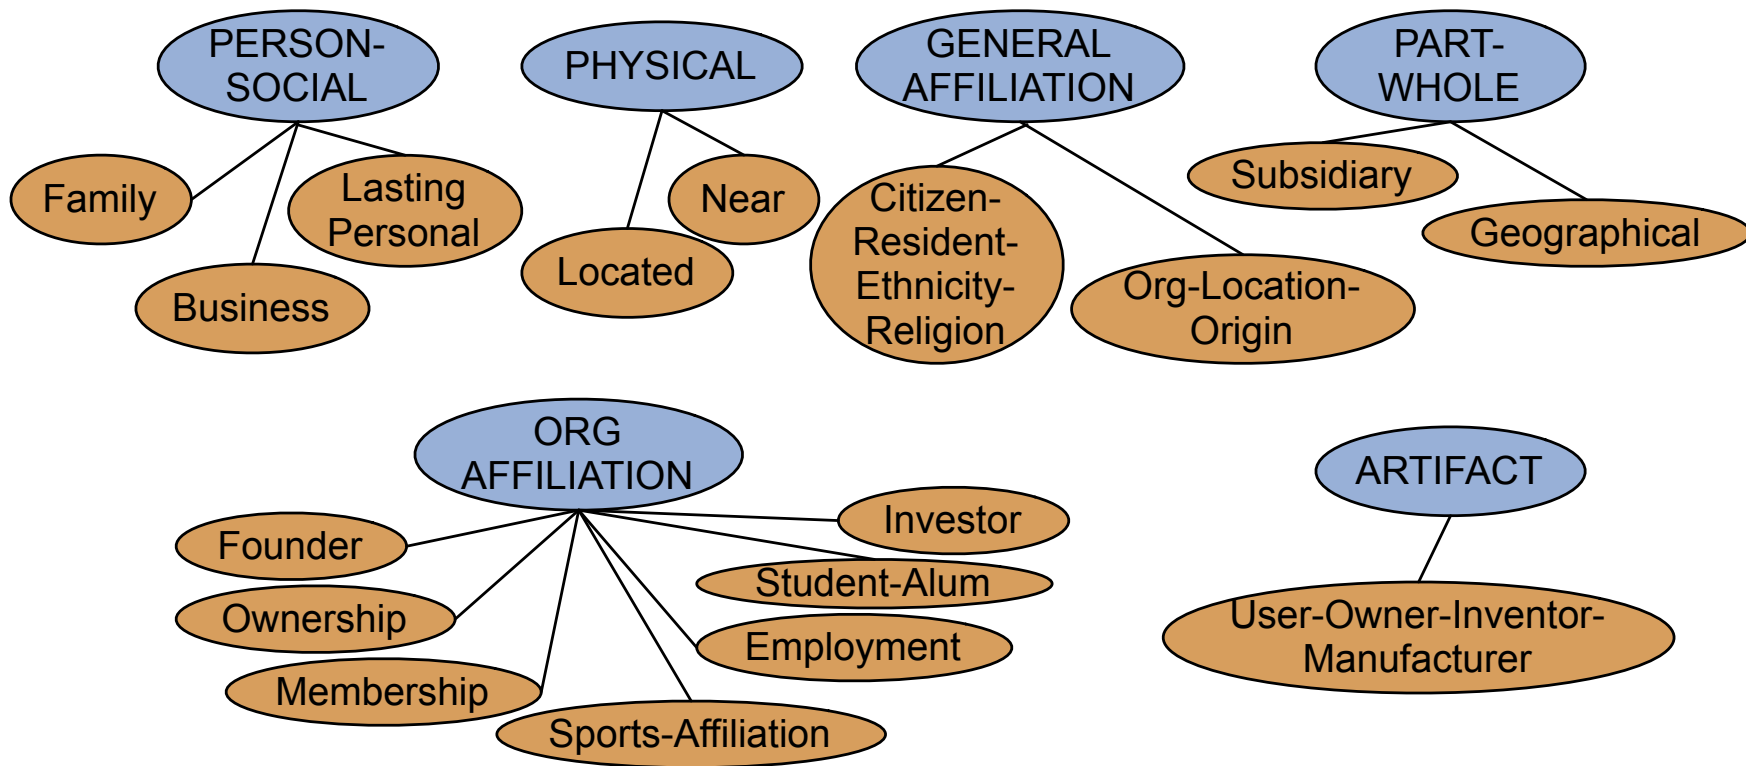 PERSON-
SOCIAL
PHYSICAL
GENERAL
AFFILIATION
PART-
WHOLE
Family
Lasting
Personal
Business
Near
Located
Citizen-
Resident-
Ethnicity-
Religion
Org-Location-
Origin
Subsidiary
Geographical
ORG
AFFILIATION
Founder
Ownership
Membership
Sports-Affiliation
Employment
Student-Alum
Investor
ARTIFACT
User-Owner-Inventor-
Manufacturer